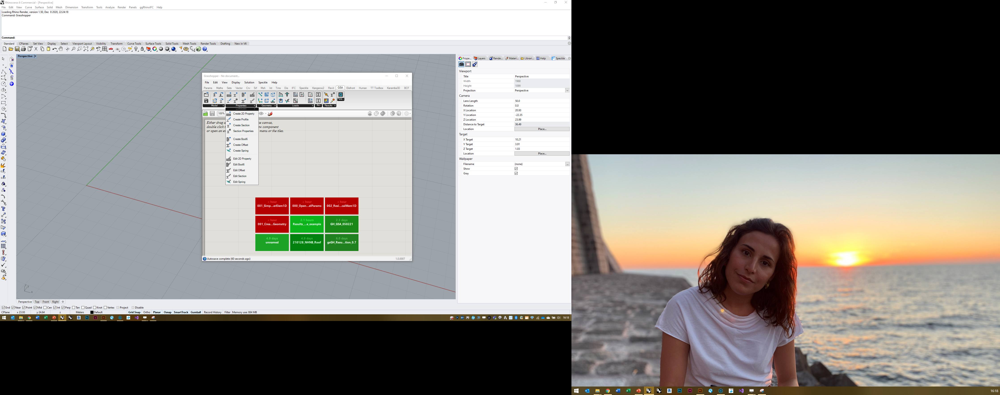 Rhinoceros 6 Commercial - [Perspective]
File Edit View Curve Surface Solid Mesh Dimension Transform Tools Analyze Render Panels ggRhinoIFC Help
Loading Rhino Render, version 1.50, Dec 8 2020, 22:24:18
Command: Grasshopper
Command:
Standard CPlanes Set View Display Select Viewport Layout Visibility Transform Curve Tools Surface Tools Solid Tools Mesh Tools Render Tools Drafting New in V6
Perspective
Grasshopper - No document...
File Edit View Display Solution Speckle Help
Params Maths Sets Vector Crv Srf Msh Int Trns Dis IFC Speckle Kangaroo2 Revit GSA Elefront Human TT Toolbox Karamba3D BCF
Para...
Model Properties Geometry Loads An... Results
100%
Create 2D Property
Create Profile
Create Section
Section Properties
Create Bool6
Create Offset
Create Spring
Edit 2D Property
Edit Bool6
Edit Offset
Edit Section
Edit Spring
Either drag a
ne canvas,
double click t
ew component
or open an ex
menu or the tiles.
< hour
001_Simp...erElem1D
< hour
000_Open...elParams
< hour
002_Resi...calMem1D
< hour
001_Crea...Geometry
2.1 hours
Results_...e_example
2.3 days
GH_GSA_050221
4.9 days
unnamed
4.9 days
210128_NHNB_Roof
6.0 days
gsGH_Resu...tion_0.7
Autosave complete (60 seconds ago)
1.0.0007
Prope... Layers Rende... Materi... Librari... Help Speckle
Viewport
Title Perspective
Width 1968
Height 1099
Projection Perspective
Camera
Lens Length 50.0
Rotation 0.0
X Location 20.93
Y Location -22.35
Z Location 23.99
Distance to Target 36.49
Location Place...
Target
X Target 10.21
Y Target 3.91
Z Target 1.03
Location Place...
Wallpaper
Filename (none) ...
Show
Gray
z y
x
Perspective Top Front Right
End Near Point Mid Cen Int Perp Tan Quad Knot Vertex Project Disable
CPlane x 23.93 y 24.64 z Meters Default Grid Snap Ortho Planar Osnap SmartTrack Gumball Record History Filter Memory use: 884 MB
16:18
16:18